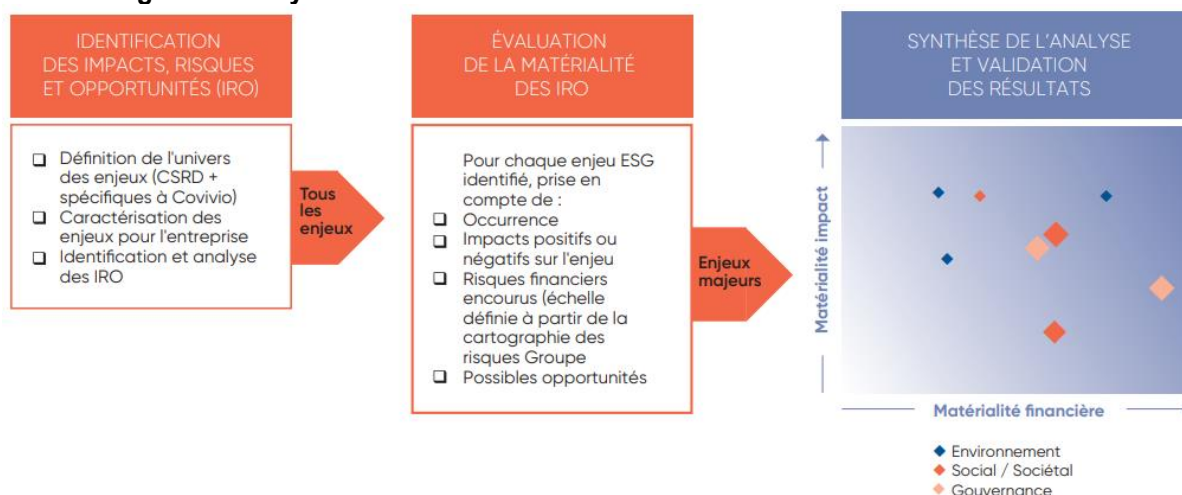 IDENTIFICATION
DES IMPACTS, RISQUES
ET OPPORTUNITÉS (IRO)
❑ Définition de l'univers
des enjeux (CSRD +
spécifiques à Covivio)
❑ Caractérisation des
enjeux pour l'entreprise
❑ Identification et analyse
des IRO
Tous
les
enjeux
ÉVALUATION
DE LA MATÉRIALITÉ
DES IRO
Pour chaque enjeu ESG
identifié, prise en
compte de :
❑ Occurrence
❑ Impacts positifs ou
négatifs sur l'enjeu
❑ Risques financiers
encourus (échelle
définie à partir de la
cartographie des
risques Groupe
❑ Possibles opportunités
Enjeux
majeurs
SYNTHÈSE DE L'ANALYSE
ET VALIDATION
DES RÉSULTATS
Matérialité impact
Matérialité financière
Environnement
Social / Sociétal
Gouvernance